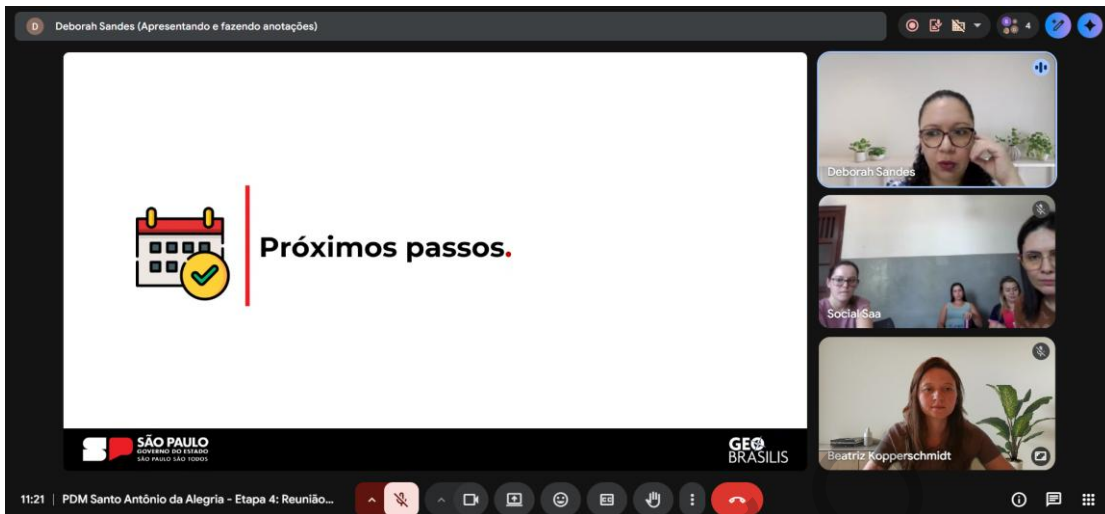 D Deborah Sandes (Apresentando e fazendo anotações)
4
Próximos passos.
SÃO PAULO
GOVERNO DO ESTADO
SÃO PAULO SÃO TODOS
GEO
BRASILIS
Deborah Sandes
Social Saa
Beatriz Kopperschmidt
11:21 | PDM Santo Antônio da Alegria - Etapa 4: Reunião...